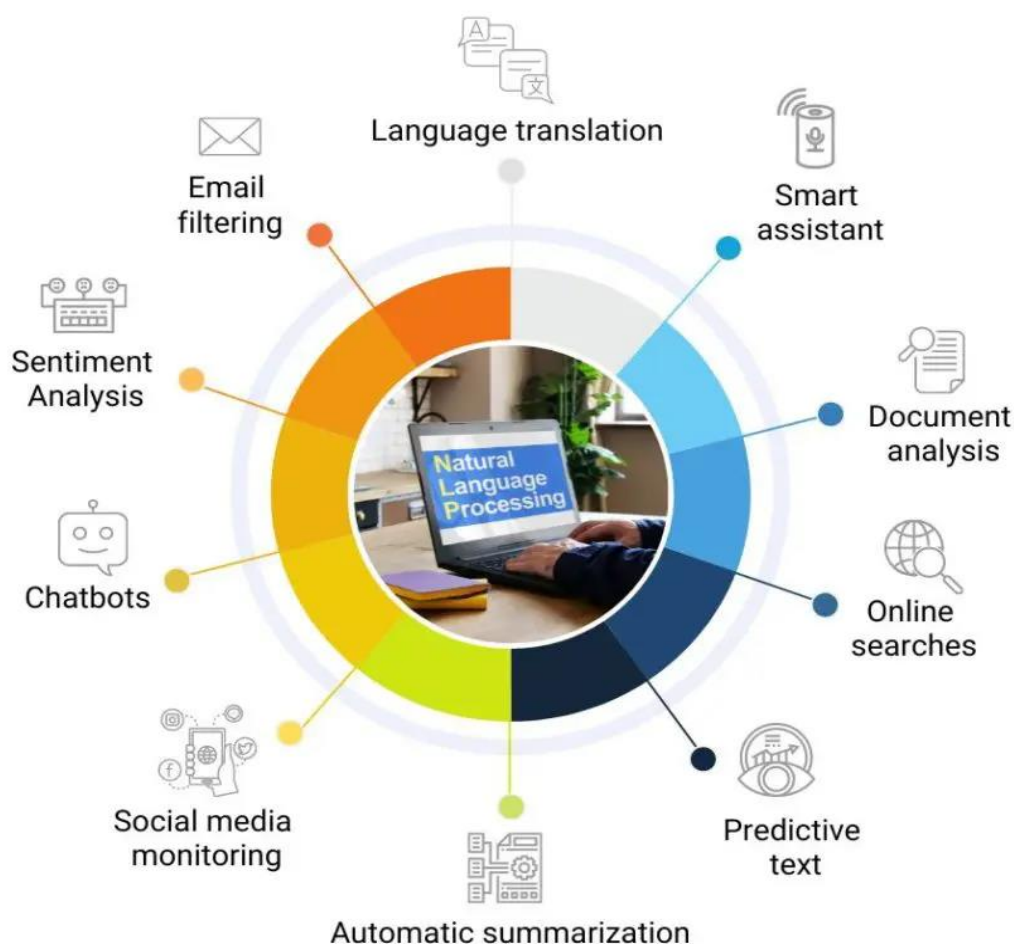 A
文
Language translation
Smart
assistant
Document
analysis
Online
searches
Predictive
text
Automatic summarization
Social media
monitoring
f
Chatbots
Sentiment
Analysis
Email
filtering
Natural
Language
Processing